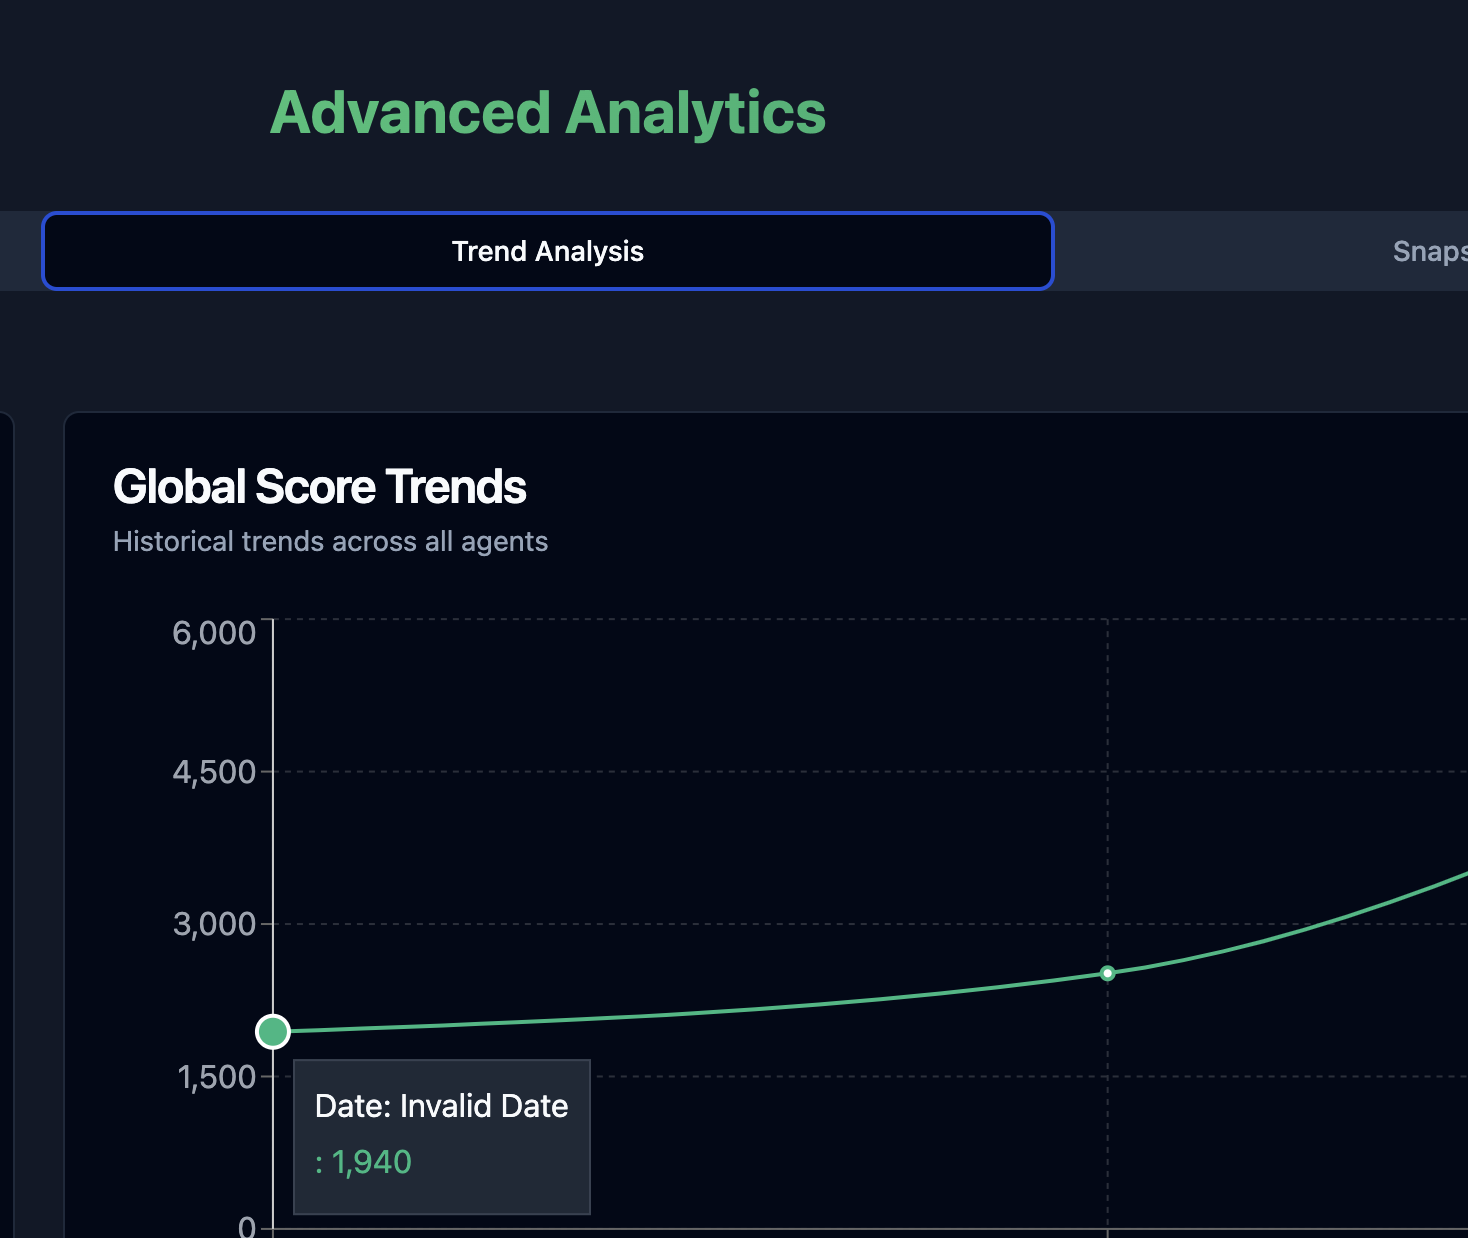 Advanced Analytics
Trend Analysis
Snaps
Global Score Trends
Historical trends across all agents
6,000
4,500
3,000
1,500
Date: Invalid Date
: 1,940
0